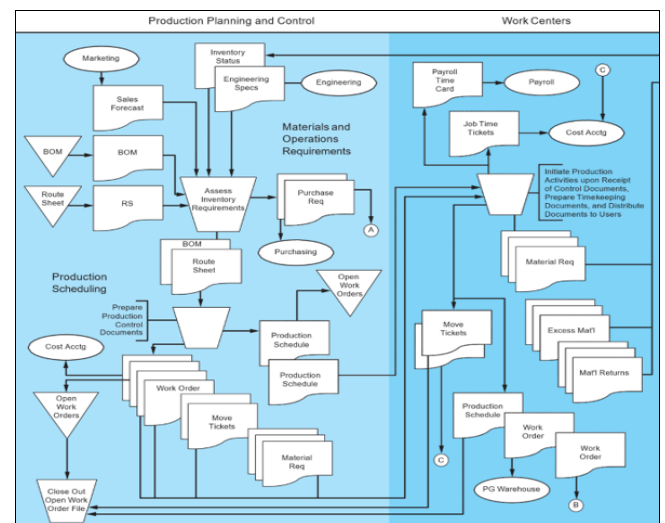 Production Planning and Control
Work Centers
Marketing
Inventory
Status
Engineering
Specs
Engineering
Sales
Forecast
Materials and
Operations
Requirements
BOM
BOM
Route
Sheet
RS
Assess
Inventory
Requirements
Purchase
Req
A
Purchasing
BOM
Route
Sheet
Production
Scheduling
Prepare
Production
Control
Documents
Open
Work
Orders
Production
Schedule
Production
Schedule
Cost Acctg
Work Order
Move
Tickets
Material
Req
Open
Work
Orders
Close Out
Open Work
Order File
Payroll
Time
Card
Payroll
C
Job Time
Tickets
Cost Acctg
Initiate Production
Activities upon Receipt
of Control Documents,
Prepare Timekeeping
Documents, and Distribute
Documents to Users
Material Req
Move
Tickets
Excess Mat'l
Mat'l Returns
Production
Schedule
Work
Order
Work
Order
C
PG Warehouse
B